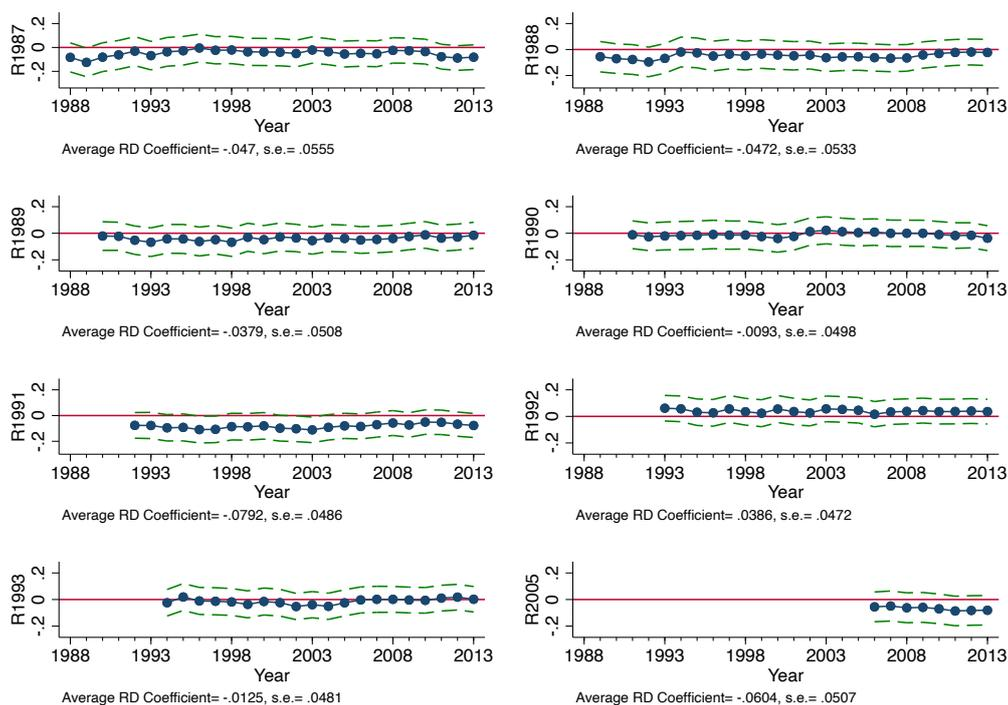 R1987
.2
0
-.2
1988 1993 1998 2003 2008 2013
Year
Average RD Coefficient= -.047, s.e.= .0555
R1988
.2
0
-.2
1988 1993 1998 2003 2008 2013
Year
Average RD Coefficient= -.0472, s.e.= .0533
R1989
.2
0
-.2
1988 1993 1998 2003 2008 2013
Year
Average RD Coefficient= -.0379, s.e.= .0508
R1990
.2
0
-.2
1988 1993 1998 2003 2008 2013
Year
Average RD Coefficient= -.0093, s.e.= .0498
R1991
.2
0
-.2
1988 1993 1998 2003 2008 2013
Year
Average RD Coefficient= -.0792, s.e.= .0486
R1992
.2
0
-.2
1988 1993 1998 2003 2008 2013
Year
Average RD Coefficient= .0386, s.e.= .0472
R1993
.2
0
-.2
1988 1993 1998 2003 2008 2013
Year
Average RD Coefficient= -.0125, s.e.= .0481
R2005
.2
0
-.2
1988 1993 1998 2003 2008 2013
Year
Average RD Coefficient= -.0604, s.e.= .0507